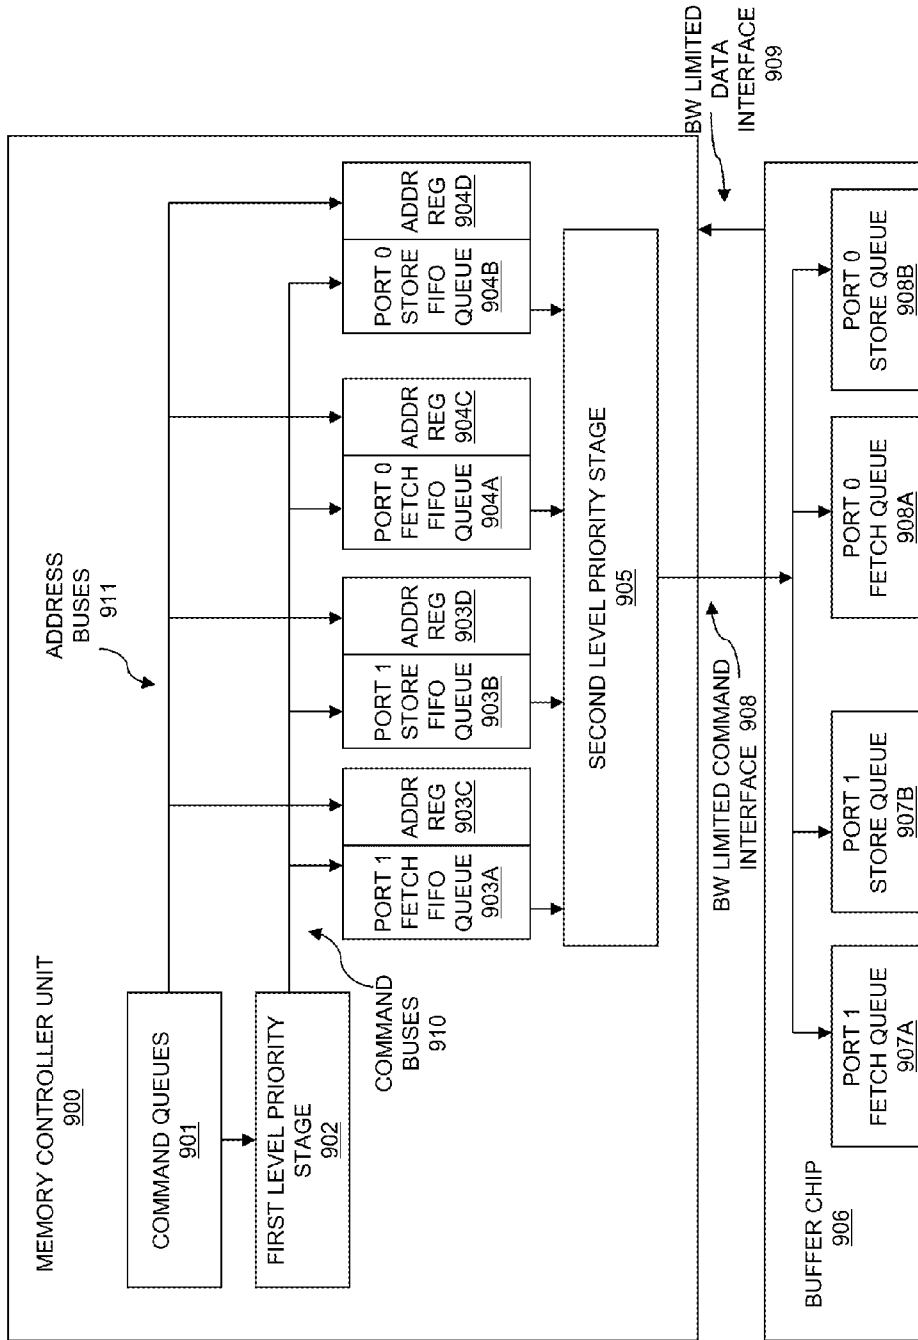 MEMORY CONTROLLER UNIT
900
COMMAND QUEUES
901
FIRST LEVEL PRIORITY
STAGE
902
ADDRESS
BUSES
911
COMMAND
BUSES
910
PORT 1
FETCH
FIFO
QUEUE
903A
ADDR
REG
903C
PORT 1
STORE
FIFO
QUEUE
903B
ADDR
REG
903D
PORT 0
FETCH
FIFO
QUEUE
904A
ADDR
REG
904C
PORT 0
STORE
FIFO
QUEUE
904B
ADDR
REG
904D
SECOND LEVEL PRIORITY STAGE
905
BW LIMITED COMMAND
INTERFACE 908
BW LIMITED
DATA
INTERFACE
909
BUFFER CHIP
906
PORT 1
FETCH QUEUE
907A
PORT 1
STORE QUEUE
907B
PORT 0
FETCH QUEUE
908A
PORT 0
STORE QUEUE
908B